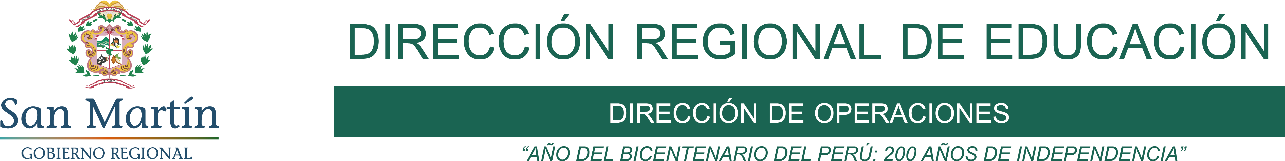 San Martín
GOBIERNO REGIONAL
DIRECCIÓN REGIONAL DE EDUCACIÓN
DIRECCIÓN DE OPERACIONES
“AÑO DEL BICENTENARIO DEL PERÚ: 200 AÑOS DE INDEPENDENCIA”